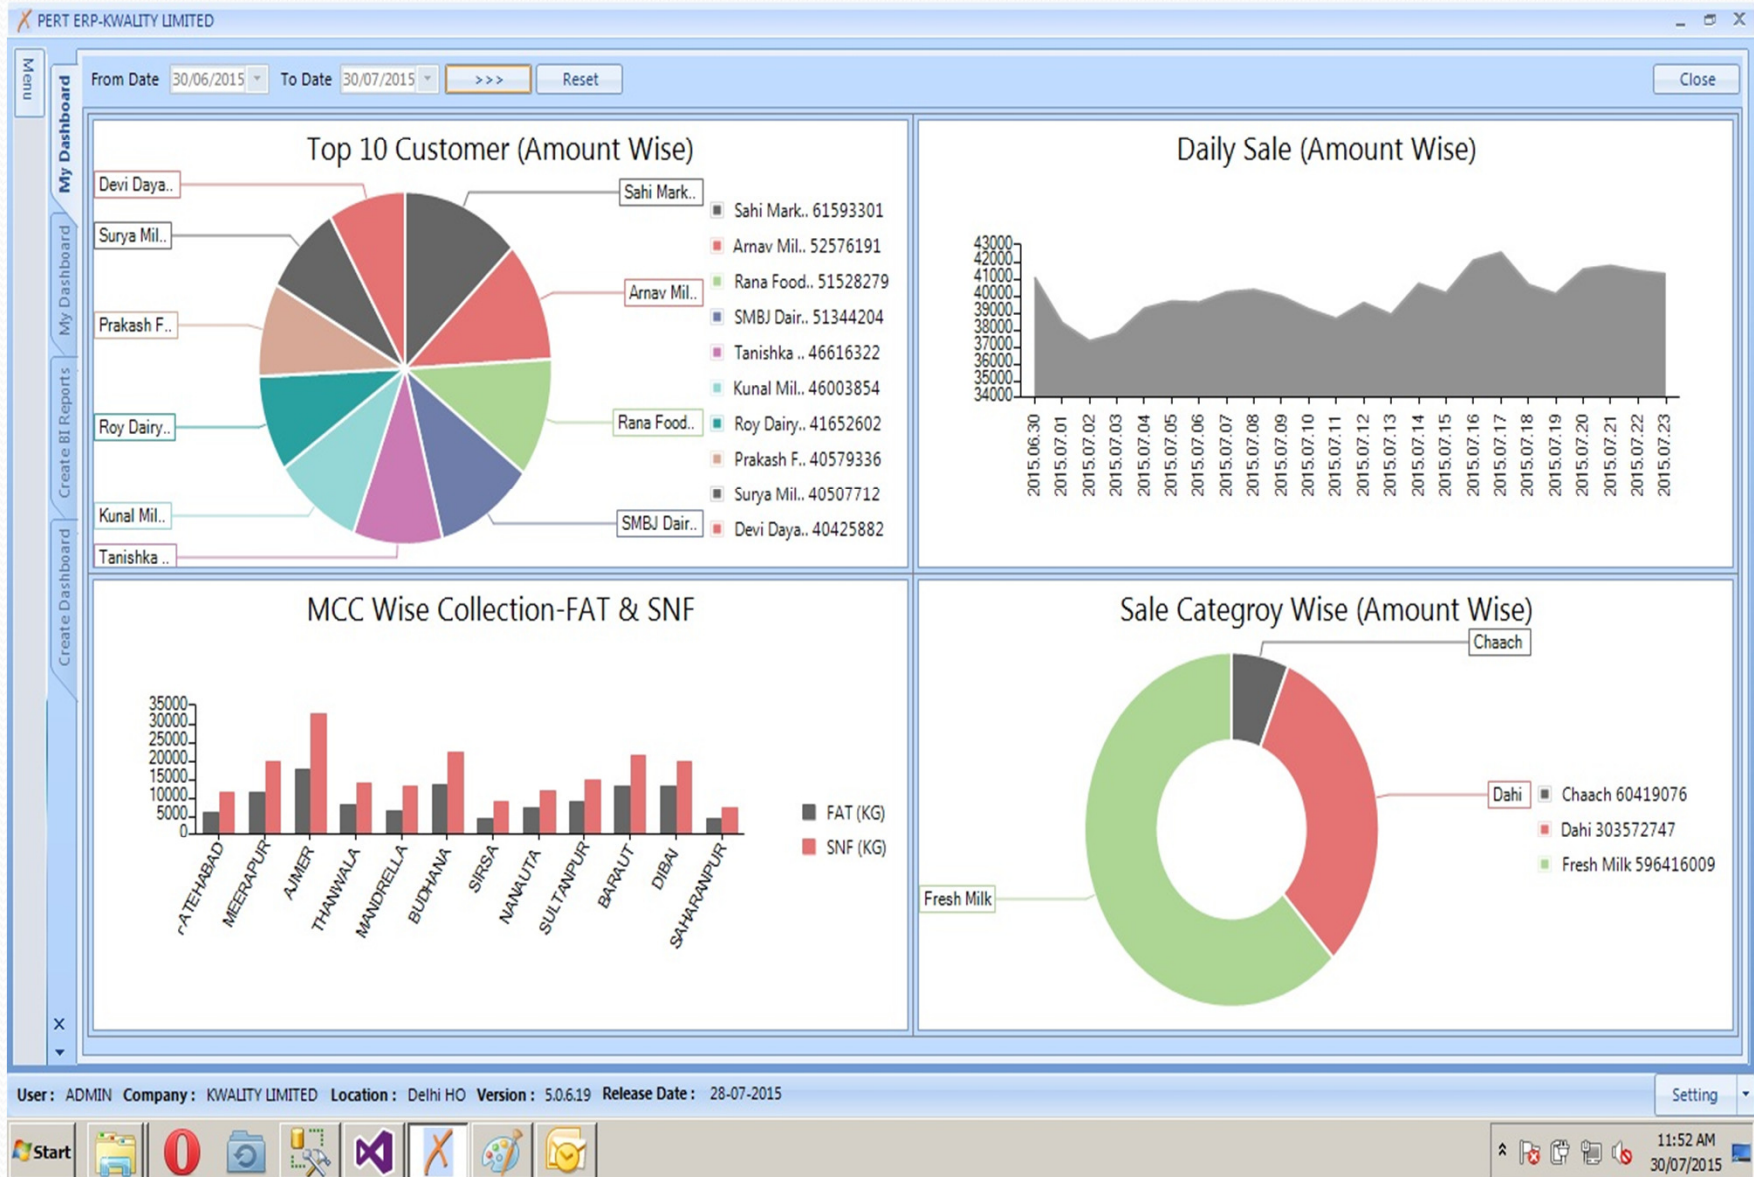 PERT ERP-KWALITY LIMITED
Menu
My Dashboard
My Dashboard
Create BI Reports
Create Dashboard
From Date 30/06/2015 To Date 30/07/2015 >>> Reset Close
Top 10 Customer (Amount Wise)
Devi Daya..
Surya Mil..
Prakash F..
Roy Dairy..
Kunal Mil..
Tanishka ..
Sahi Mark..
Arnav Mil..
Rana Food..
SMBJ Dair..
Sahi Mark.. 61593301
Arnav Mil.. 52576191
Rana Food.. 51528279
SMBJ Dair.. 51344204
Tanishka .. 46616322
Kunal Mil.. 46003854
Roy Dairy.. 41652602
Prakash F.. 40579336
Surya Mil.. 40507712
Devi Daya.. 40425882
Daily Sale (Amount Wise)
43000
42000
41000
40000
39000
38000
37000
36000
35000
34000
2015.06.30
2015.07.01
2015.07.02
2015.07.03
2015.07.04
2015.07.05
2015.07.06
2015.07.07
2015.07.08
2015.07.09
2015.07.10
2015.07.11
2015.07.12
2015.07.13
2015.07.14
2015.07.15
2015.07.16
2015.07.17
2015.07.18
2015.07.19
2015.07.20
2015.07.21
2015.07.22
2015.07.23
MCC Wise Collection-FAT & SNF
35000
30000
25000
20000
15000
10000
5000
0
ATEHABAD
MEERAPUR
AJMER
THANWALA
MANDRELLA
BUDHANA
SIRSA
NANAUTA
SULTANPUR
BARAUT
DIBAI
SAHARANPUR
FAT (KG)
SNF (KG)
Sale Categroy Wise (Amount Wise)
Chaach
Dahi
Fresh Milk
Chaach 60419076
Dahi 303572747
Fresh Milk 596416009
User : ADMIN Company : KWALITY LIMITED Location : Delhi HO Version : 5.0.6.19 Release Date : 28-07-2015 Setting
Start
11:52 AM
30/07/2015